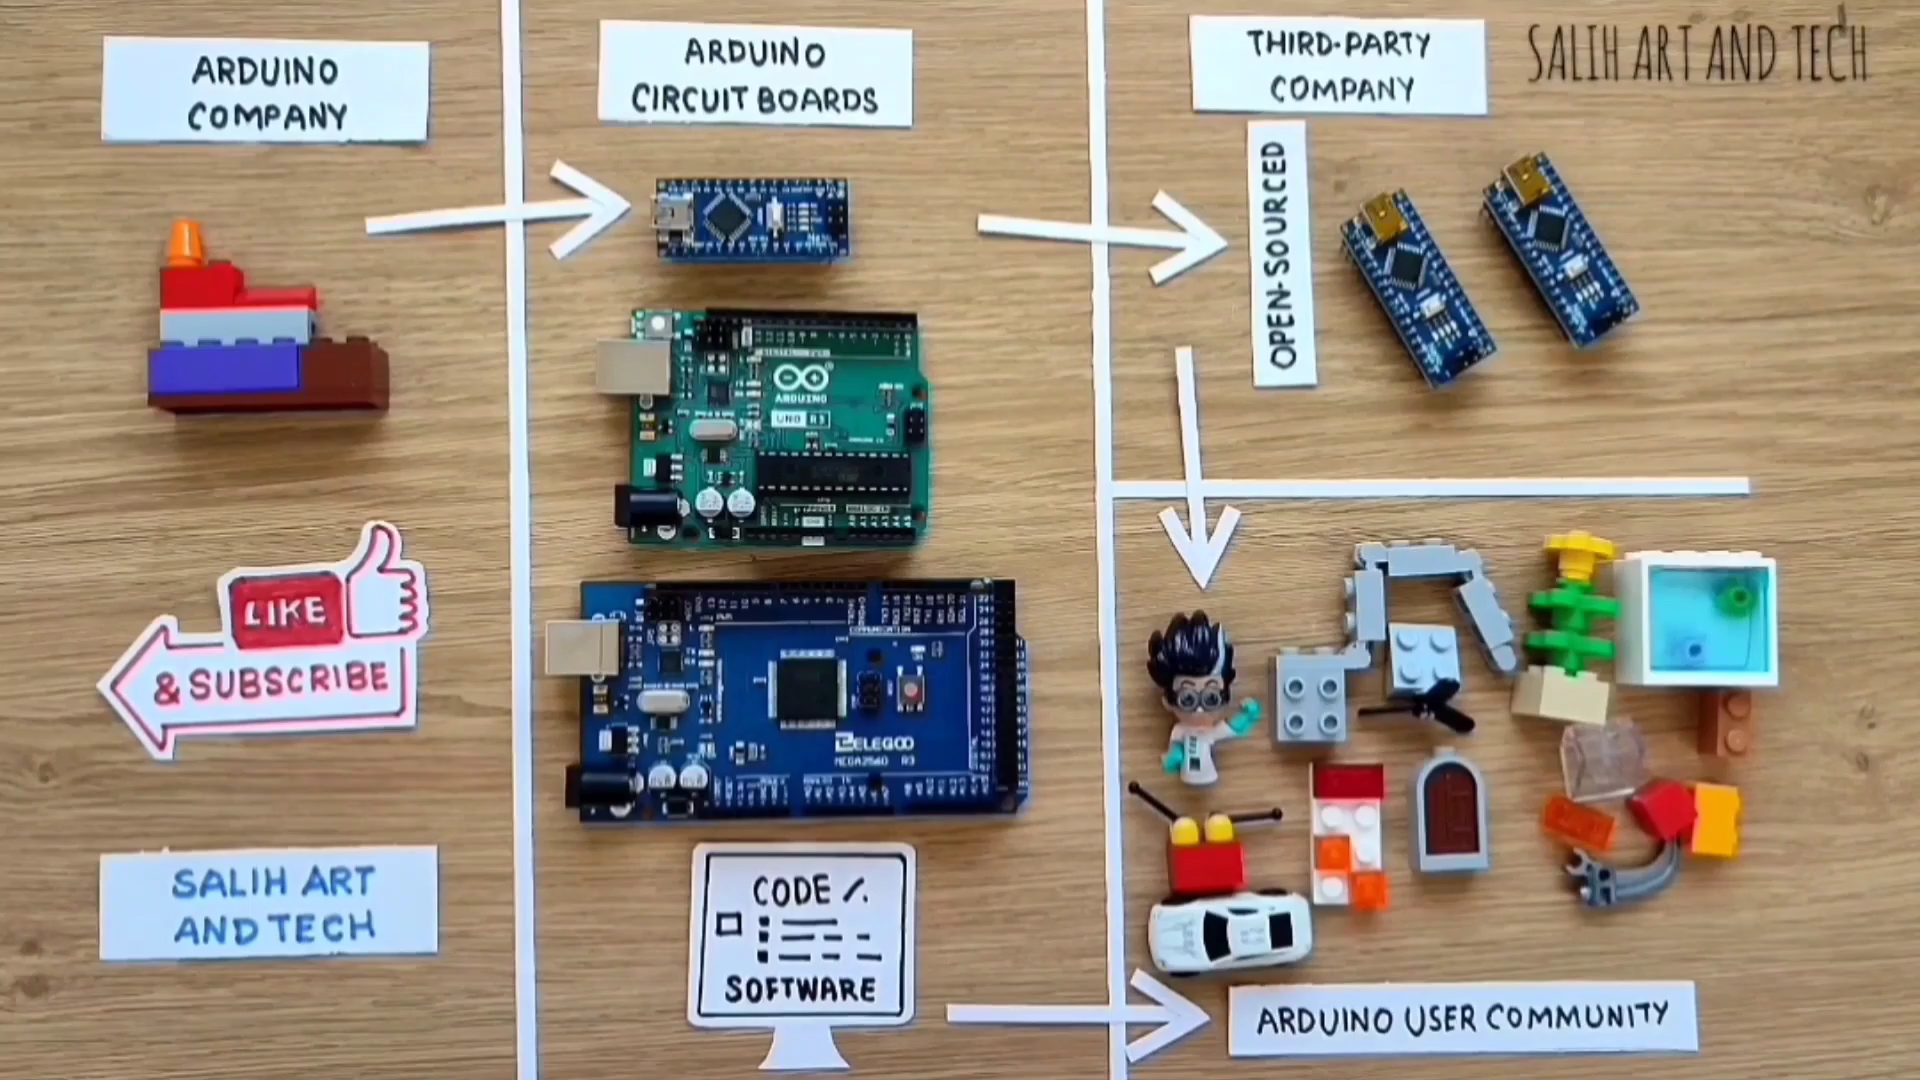 ARDUINO
COMPANY
ARDUINO
CIRCUIT BOARDS
THIRD-PARTY
COMPANY
SALIH ART AND TECH
OPEN-SOURCED
ARDUINO
UNO R3
LIKE
& SUBSCRIBE
ELEGOO
MEGA2560 R3
SALIH ART
AND TECH
CODE
SOFTWARE
ARDUINO USER COMMUNITY